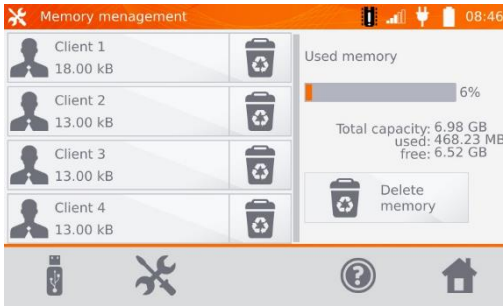 Memory menagement
08:46
Client 1
18.00 kB
Client 2
13.00 kB
Client 3
13.00 kB
Client 4
13.00 kB
Used memory
6%
Total capacity: 6.98 GB
used: 468.23 MB
free: 6.52 GB
Delete
memory